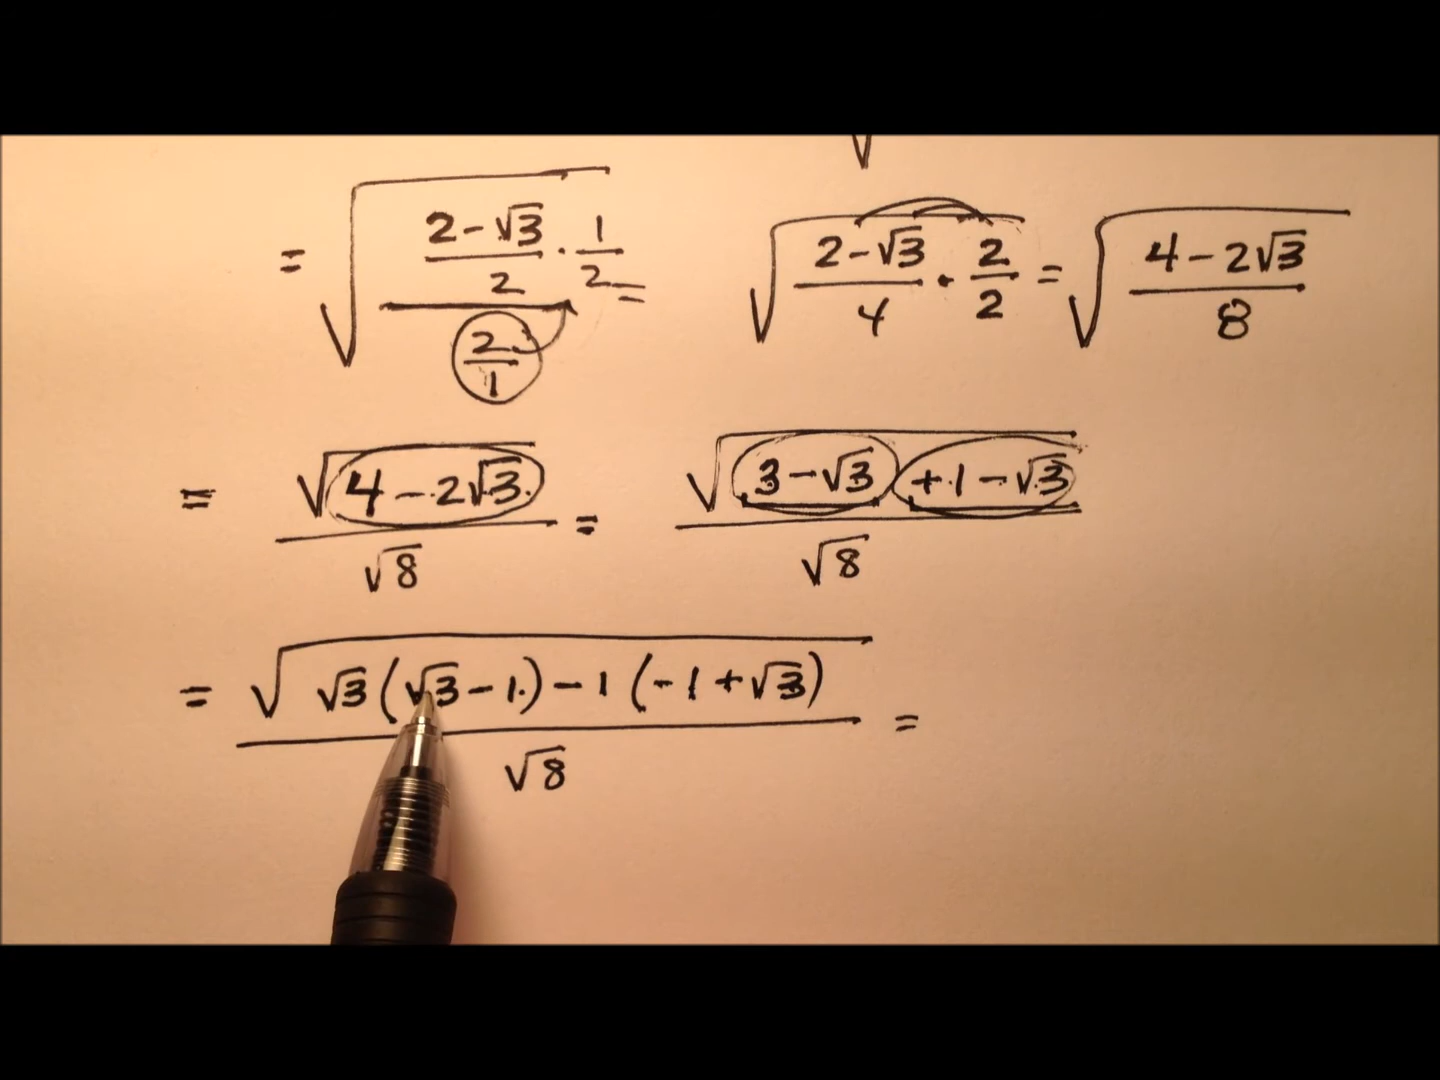 = √((2-√3)/2 · 1/2)/(2/1) = √((2-√3)/4 · 2/2) = √((4-2√3)/8)
= √(4-2√3)/√8 = √(3-√3+1-√3)/√8
= √(√3(√3-1)-1(-1+√3))/√8 =